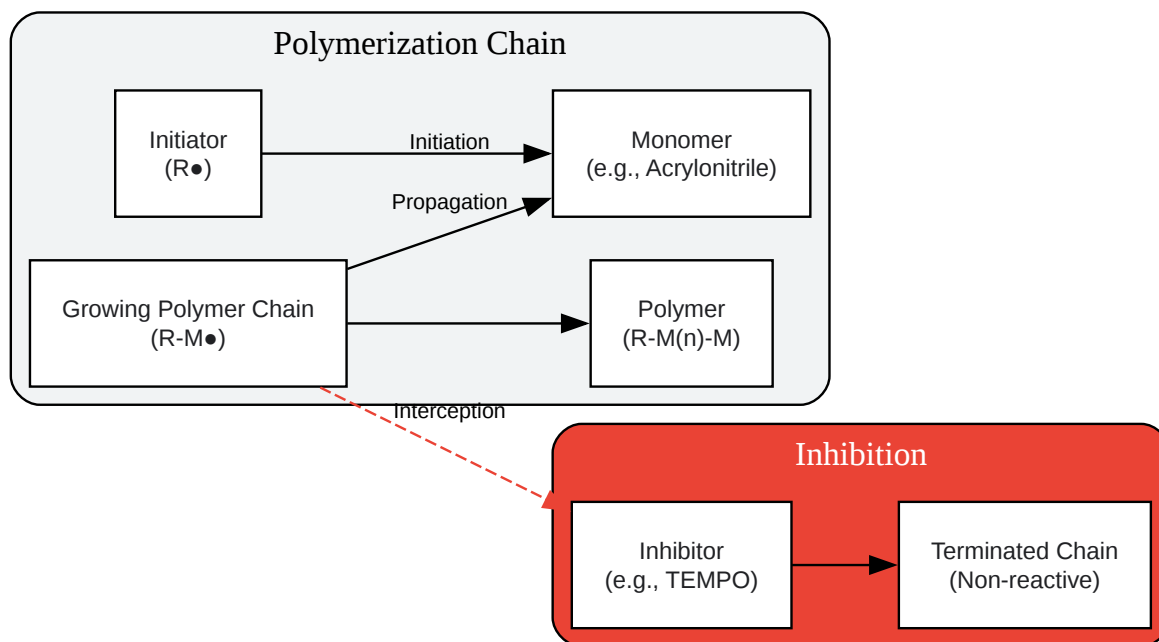 Polymerization Chain
Initiator
(R●)
Initiation
Monomer
(e.g., Acrylonitrile)
Propagation
Growing Polymer Chain
(R-M●)
Polymer
(R-M(n)-M)
Interception
Inhibition
Inhibitor
(e.g., TEMPO)
Terminated Chain
(Non-reactive)